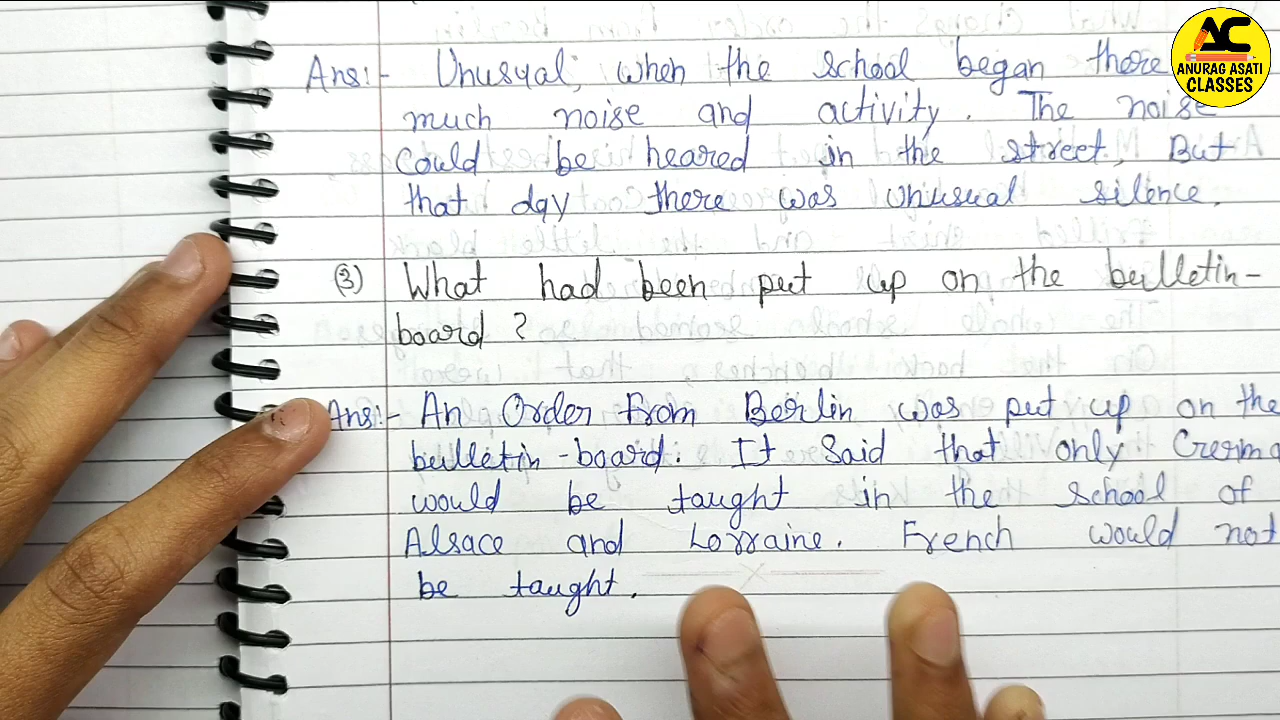 ANURAG ASATI
CLASSES
Ans:- Unusual, when the school began there
much noise and activity. The noise
could be heared in the street. But
that day there was unusual silence.
(3) What had been put up on the bulletin-
board ?
Ans:- An Order From Berlin was put up on the
bulletin-board. It said that only Germa
would be taught in the school of
Alsace and Lorraine. French would not
be taught.